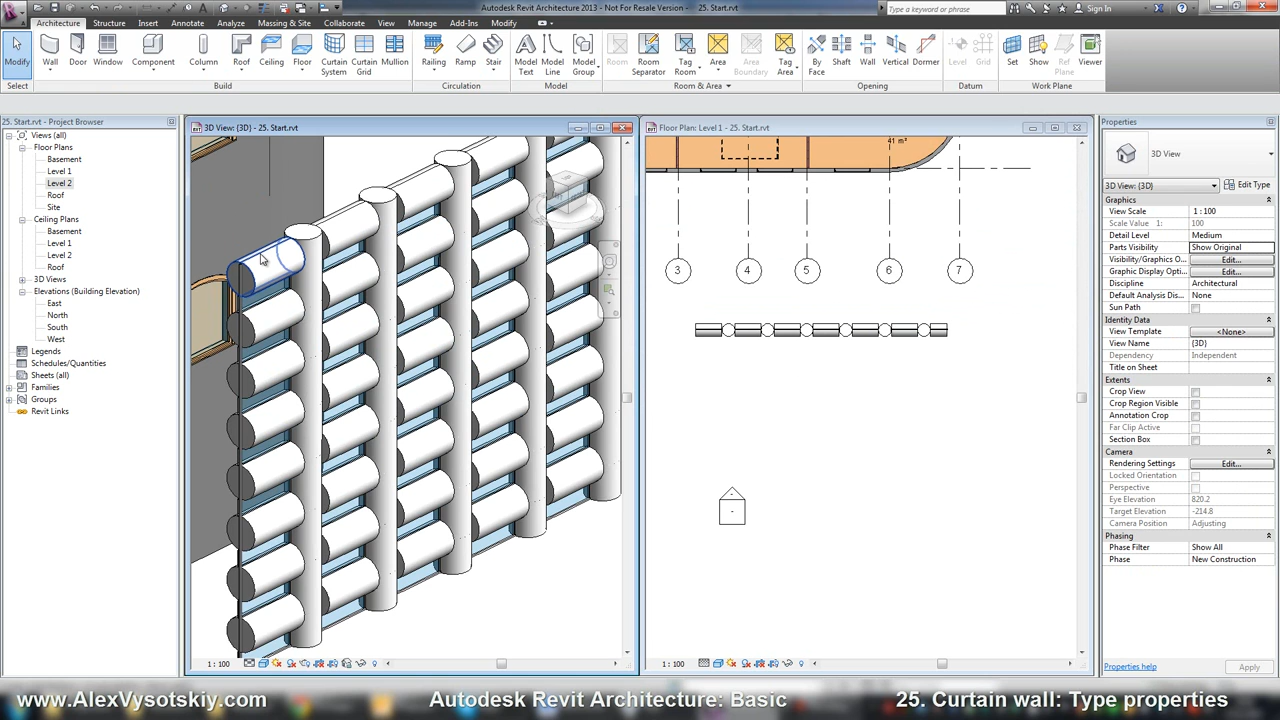 Autodesk Revit Architecture 2013 - Not For Resale Version - 25. Start.rvt
Type a keyword or phrase
Sign In
Architecture Structure Insert Annotate Analyze Massing & Site Collaborate View Manage Add-Ins Modify
Modify Wall Door Window Component Column Roof Ceiling Floor Curtain System Curtain Grid Mullion Railing Ramp Stair Model Text Model Line Model Group Room Room Separator Tag Room Area Area Boundary Tag Area By Face Shaft Wall Vertical Dormer Level Grid Set Show Ref Plane Viewer
Select Build Circulation Model Room & Area Opening Datum Work Plane
25. Start.rvt - Project Browser
Views (all)
Floor Plans
Basement
Level 1
Level 2
Roof
Site
Ceiling Plans
Basement
Level 1
Level 2
Roof
3D Views
Elevations (Building Elevation)
East
North
South
West
Legends
Schedules/Quantities
Sheets (all)
Families
Groups
Revit Links
3D View: {3D} - 25. Start.rvt
1 : 100
Floor Plan: Level 1 - 25. Start.rvt
41 m²
3 4 5 6 7
1 : 100
Properties
3D View
3D View: {3D} Edit Type
Graphics
View Scale 1 : 100
Scale Value 1: 100
Detail Level Medium
Parts Visibility Show Original
Visibility/Graphics O... Edit...
Graphic Display Opti... Edit...
Discipline Architectural
Default Analysis Dis... None
Sun Path
Identity Data
View Template <None>
View Name {3D}
Dependency Independent
Title on Sheet
Extents
Crop View
Crop Region Visible
Annotation Crop
Far Clip Active
Section Box
Camera
Rendering Settings Edit...
Locked Orientation
Perspective
Eye Elevation 820.2
Target Elevation -214.8
Camera Position Adjusting
Phasing
Phase Filter Show All
Phase New Construction
Properties help Apply
www.AlexVysotskiy.com Autodesk Revit Architecture: Basic 25. Curtain wall: Type properties